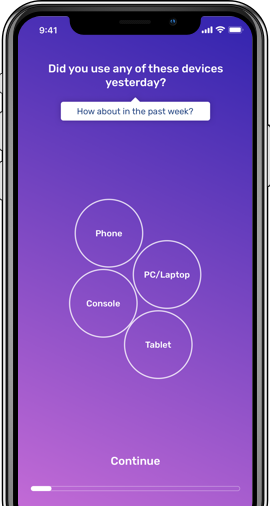 9:41
Did you use any of these devices
yesterday?
How about in the past week?
Phone
PC/Laptop
Console
Tablet
Continue